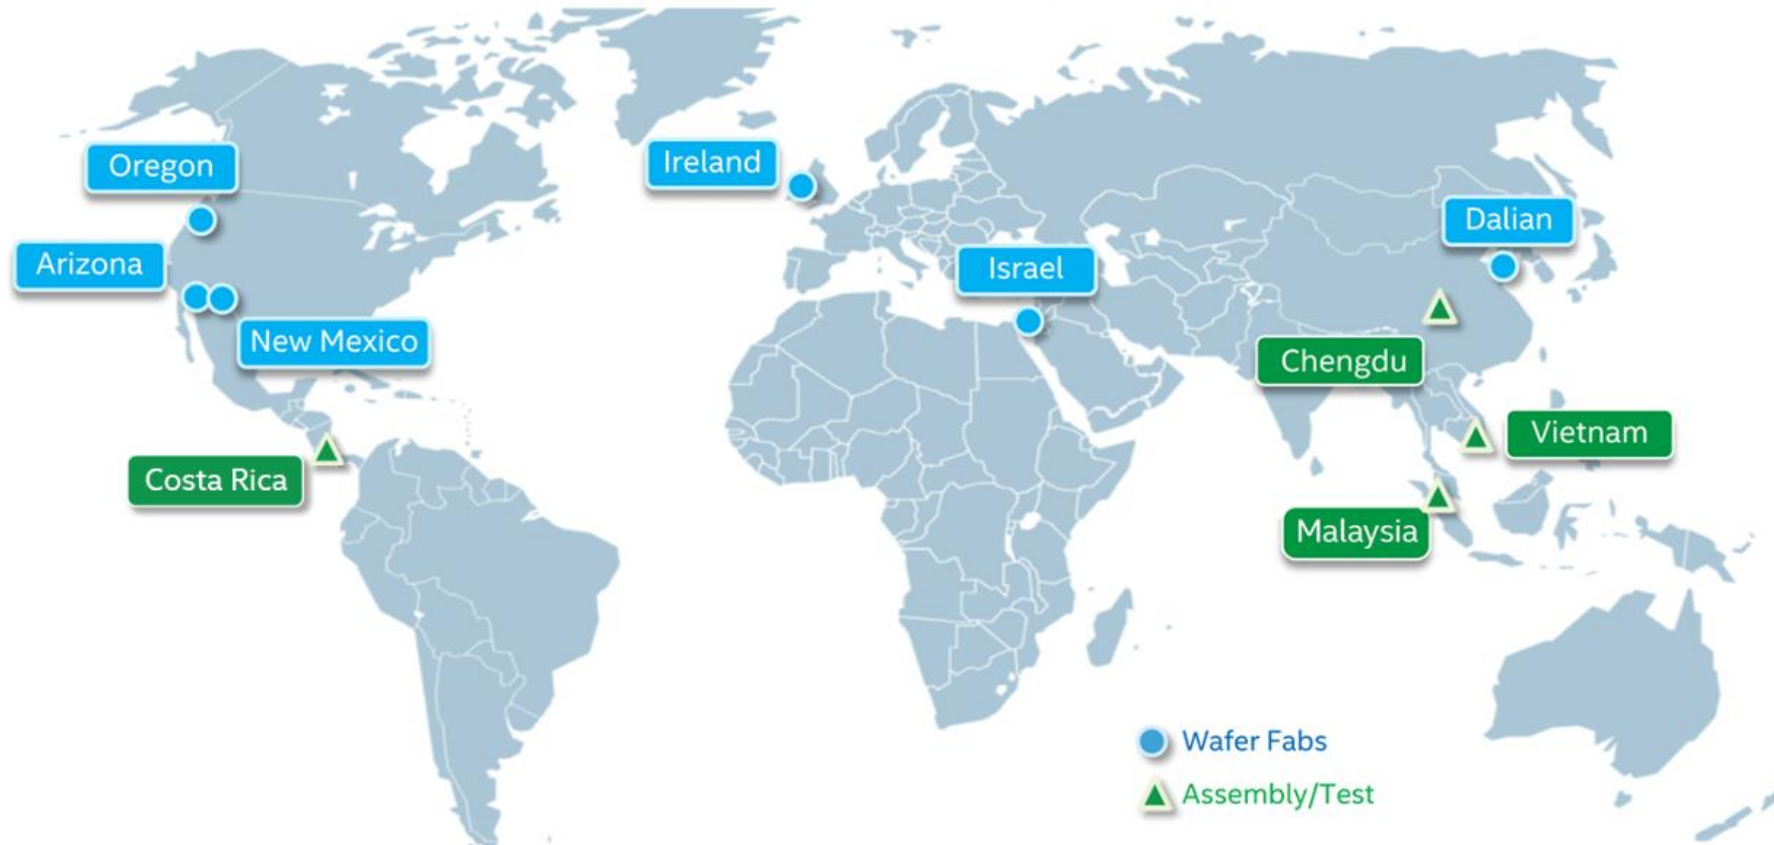 Oregon
Ireland
Dalian
Arizona
Israel
New Mexico
Chengdu
Vietnam
Costa Rica
Malaysia
Wafer Fabs
Assembly/Test